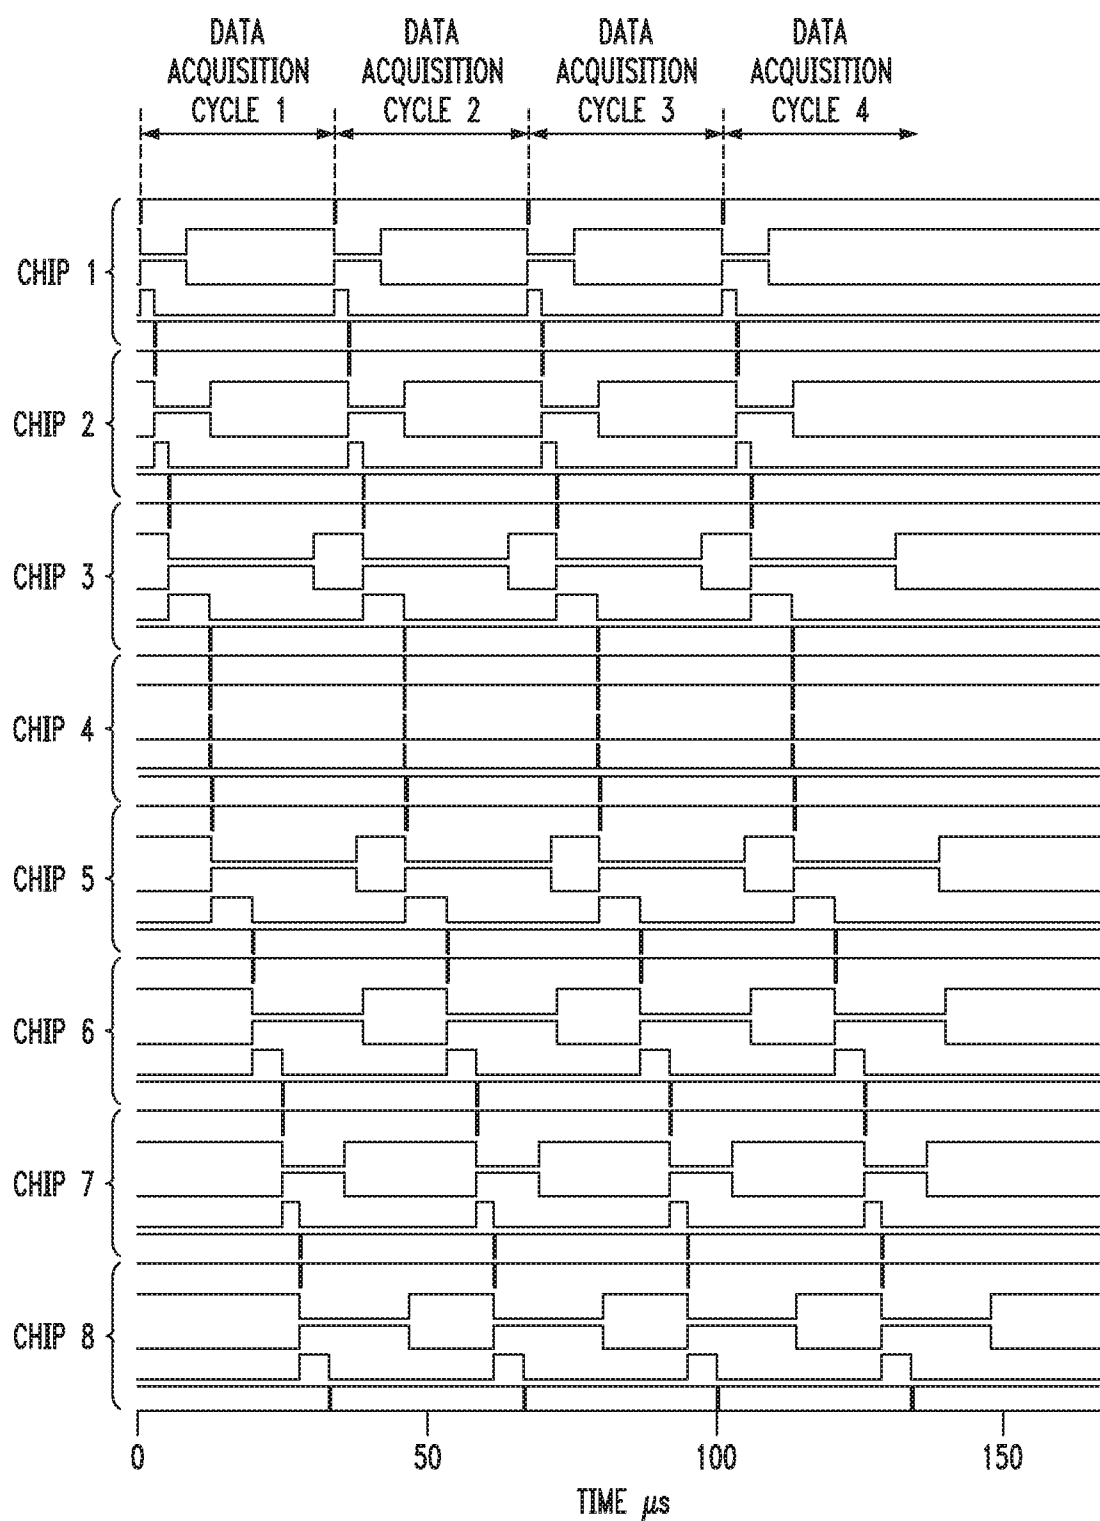 DATA ACQUISITION CYCLE 1
DATA ACQUISITION CYCLE 2
DATA ACQUISITION CYCLE 3
DATA ACQUISITION CYCLE 4
CHIP 1
CHIP 2
CHIP 3
CHIP 4
CHIP 5
CHIP 6
CHIP 7
CHIP 8
0 50 100 150
TIME µs